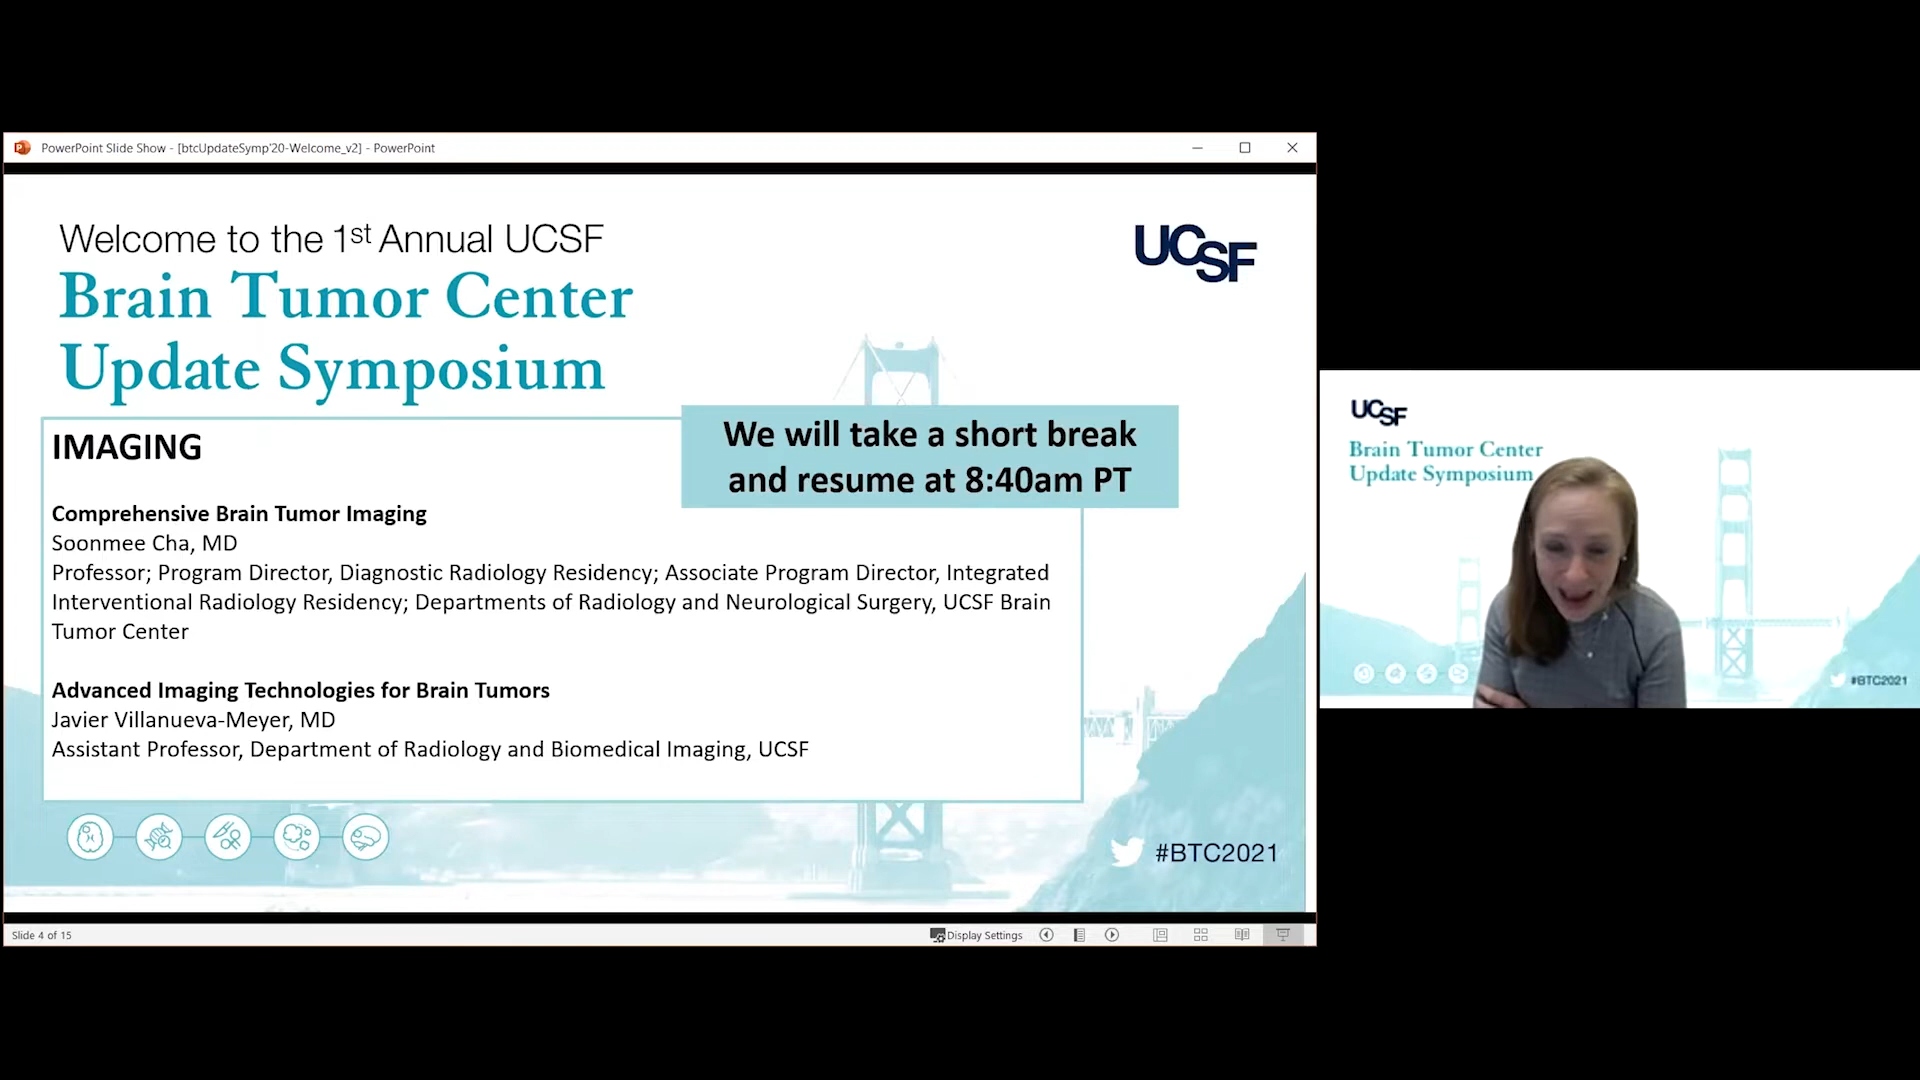 PowerPoint Slide Show - [btcUpdateSymp'20-Welcome_v2] - PowerPoint
Welcome to the 1st Annual UCSF
Brain Tumor Center
Update Symposium
UCSF
We will take a short break
and resume at 8:40am PT
IMAGING
Comprehensive Brain Tumor Imaging
Soonmee Cha, MD
Professor; Program Director, Diagnostic Radiology Residency; Associate Program Director, Integrated
Interventional Radiology Residency; Departments of Radiology and Neurological Surgery, UCSF Brain
Tumor Center
Advanced Imaging Technologies for Brain Tumors
Javier Villanueva-Meyer, MD
Assistant Professor, Department of Radiology and Biomedical Imaging, UCSF
#BTC2021
Slide 4 of 15
Display Settings
UCSF
Brain Tumor Center
Update Symposium
#BTC2021